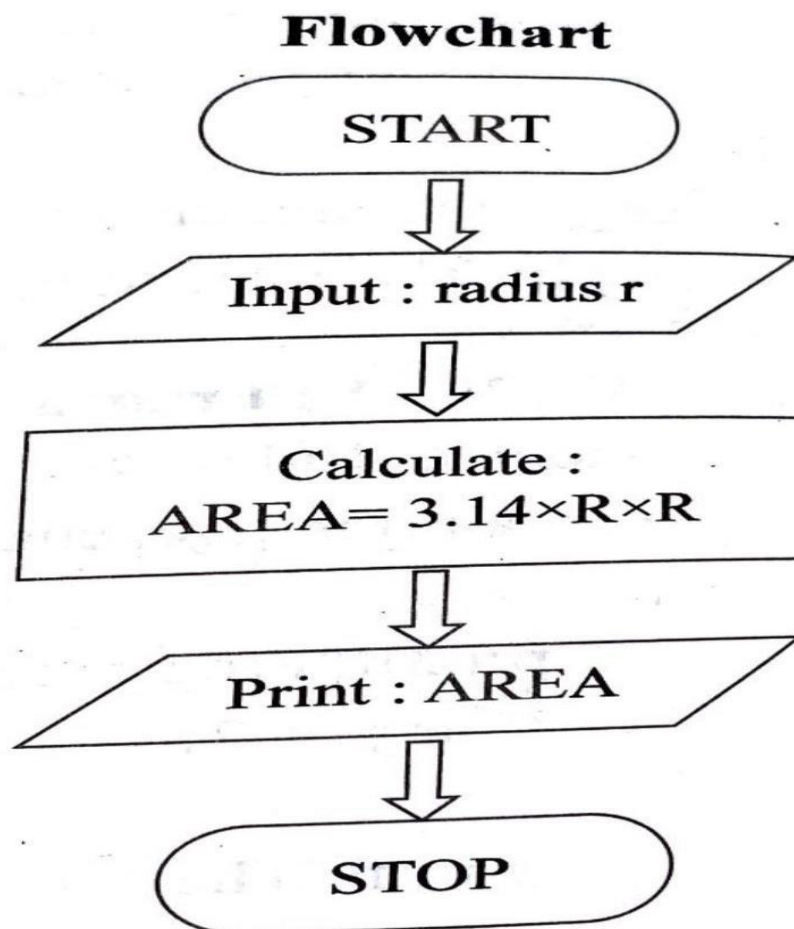 Flowchart
START
Input : radius r
Calculate :
AREA= 3.14×R×R
Print : AREA
STOP